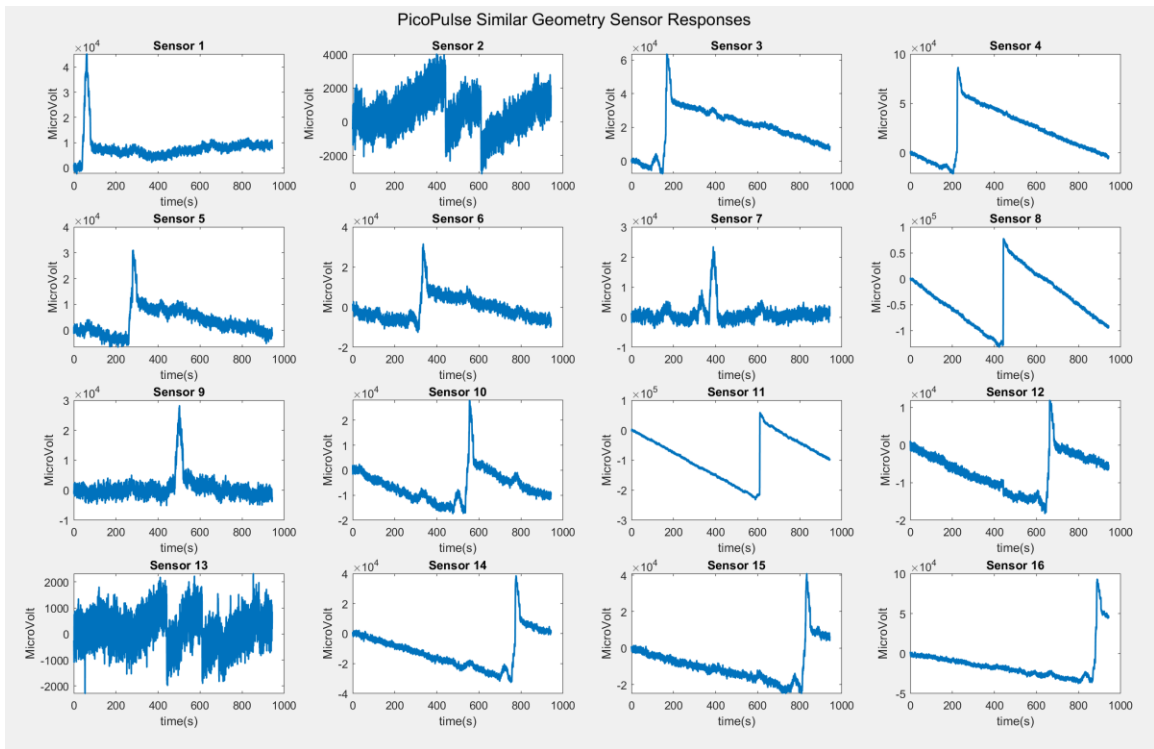 PicoPulse Similar Geometry Sensor Responses
Sensor 1
×10^4
MicroVolt
4
3
2
1
0
0 200 400 600 800 1000
time(s)
Sensor 2
MicroVolt
4000
2000
0
-2000
0 200 400 600 800 1000
time(s)
Sensor 3
×10^4
MicroVolt
6
4
2
0
0 200 400 600 800 1000
time(s)
Sensor 4
×10^4
MicroVolt
10
5
0
0 200 400 600 800 1000
time(s)
Sensor 5
×10^4
MicroVolt
4
3
2
1
0
0 200 400 600 800 1000
time(s)
Sensor 6
×10^4
MicroVolt
4
2
0
-2
0 200 400 600 800 1000
time(s)
Sensor 7
×10^4
MicroVolt
3
2
1
0
-1
0 200 400 600 800 1000
time(s)
Sensor 8
×10^5
MicroVolt
1
0.5
0
-0.5
-1
0 200 400 600 800 1000
time(s)
Sensor 9
×10^4
MicroVolt
3
2
1
0
-1
0 200 400 600 800 1000
time(s)
Sensor 10
×10^4
MicroVolt
2
1
0
-1
-2
0 200 400 600 800 1000
time(s)
Sensor 11
×10^5
MicroVolt
1
0
-1
-2
-3
0 200 400 600 800 1000
time(s)
Sensor 12
×10^4
MicroVolt
1
0
-1
-2
0 200 400 600 800 1000
time(s)
Sensor 13
MicroVolt
2000
1000
0
-1000
-2000
0 200 400 600 800 1000
time(s)
Sensor 14
×10^4
MicroVolt
4
2
0
-2
-4
0 200 400 600 800 1000
time(s)
Sensor 15
×10^4
MicroVolt
4
2
0
-2
0 200 400 600 800 1000
time(s)
Sensor 16
×10^4
MicroVolt
10
5
0
-5
0 200 400 600 800 1000
time(s)